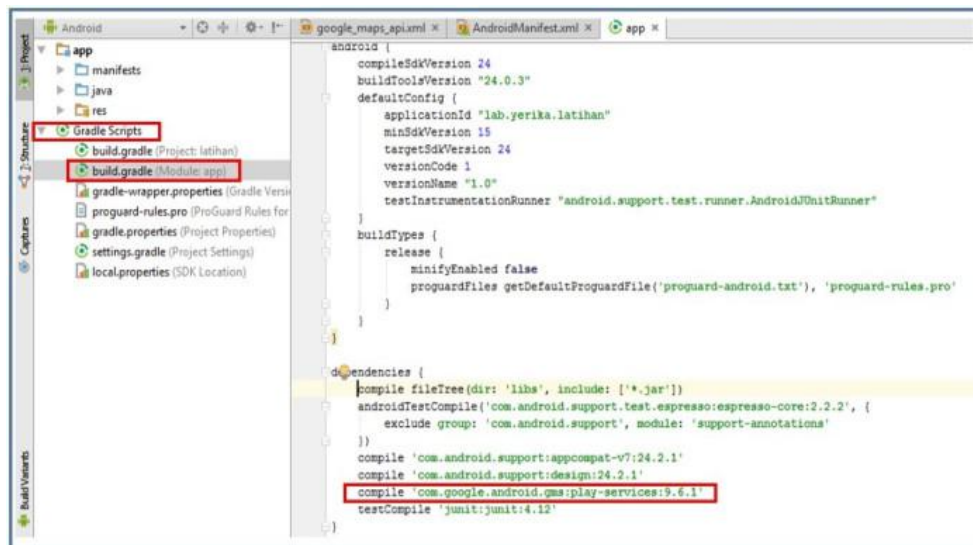 Android
google_maps_api.xml ×
AndroidManifest.xml ×
app ×
1: Project
2: Structure
Captures
Build Variants
app
manifests
java
res
Gradle Scripts
build.gradle (Project: latihan)
build.gradle (Module: app)
gradle-wrapper.properties (Gradle Versi
proguard-rules.pro (ProGuard Rules for
gradle.properties (Project Properties)
settings.gradle (Project Settings)
local.properties (SDK Location)
android {
compileSdkVersion 24
buildToolsVersion "24.0.3"
defaultConfig {
applicationId "lab.yerika.latihan"
minSdkVersion 15
targetSdkVersion 24
versionCode 1
versionName "1.0"
testInstrumentationRunner "android.support.test.runner.AndroidJUnitRunner"
}
buildTypes {
release {
minifyEnabled false
proguardFiles getDefaultProguardFile('proguard-android.txt'), 'proguard-rules.pro'
}
}
}
dependencies {
compile fileTree(dir: 'libs', include: ['*.jar'])
androidTestCompile('com.android.support.test.espresso:espresso-core:2.2.2', {
exclude group: 'com.android.support', module: 'support-annotations'
})
compile 'com.android.support:appcompat-v7:24.2.1'
compile 'com.android.support:design:24.2.1'
compile 'com.google.android.gms:play-services:9.6.1'
testCompile 'junit:junit:4.12'
}